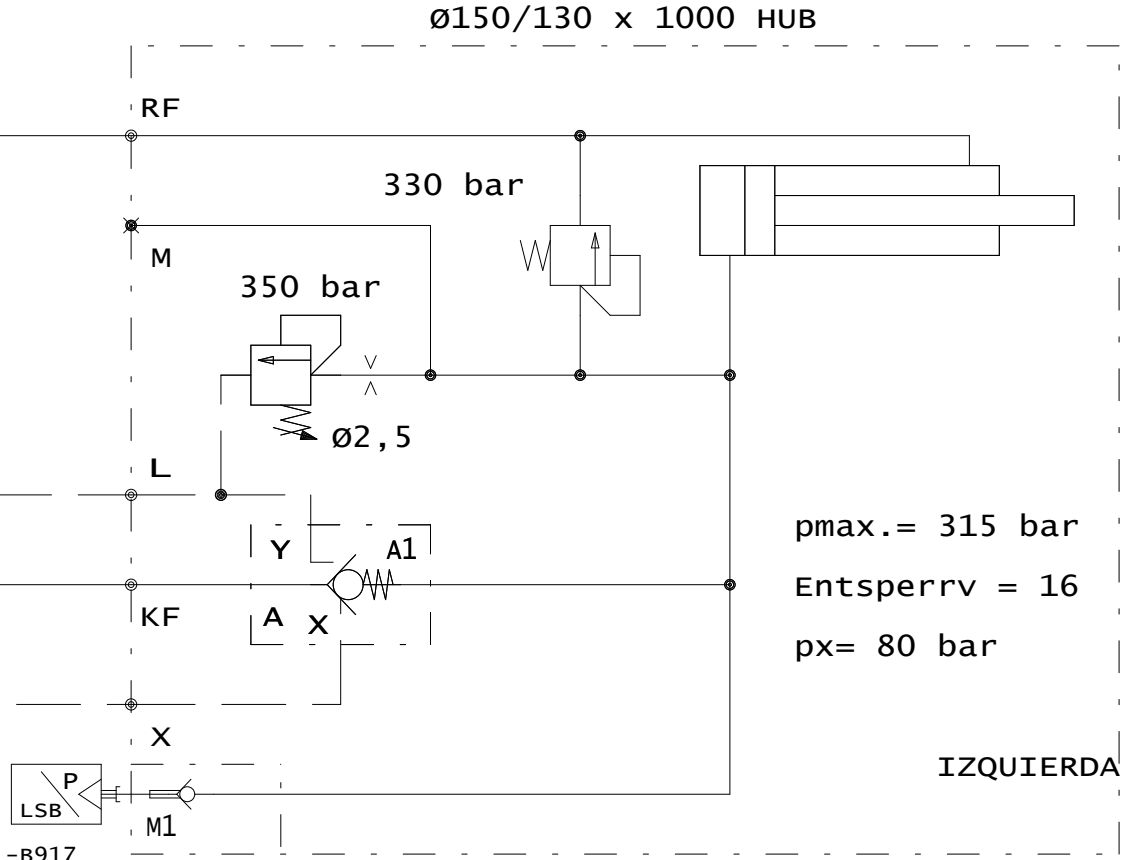 Ø150/130 x 1000 HUB
RF
330 bar
M
350 bar
Ø2,5
L
pmax.= 315 bar
Y A1
Entsperrv = 16
KF A X
px= 80 bar
X
IZQUIERDA
P
LSB
M1
-B917